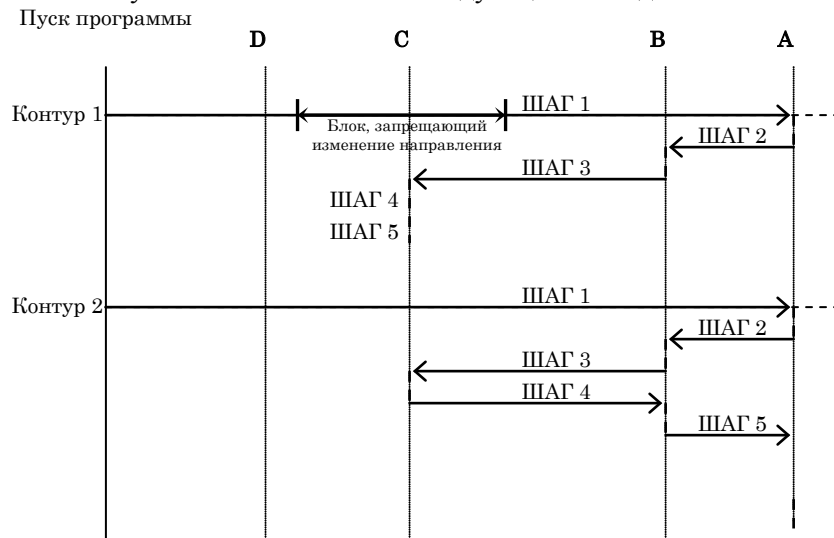 Пуск программы
D C B A
Контур 1
ШАГ 1
Блок, запрещающий
изменение направления
ШАГ 2
ШАГ 3
ШАГ 4
ШАГ 5
Контур 2
ШАГ 1
ШАГ 2
ШАГ 3
ШАГ 4
ШАГ 5